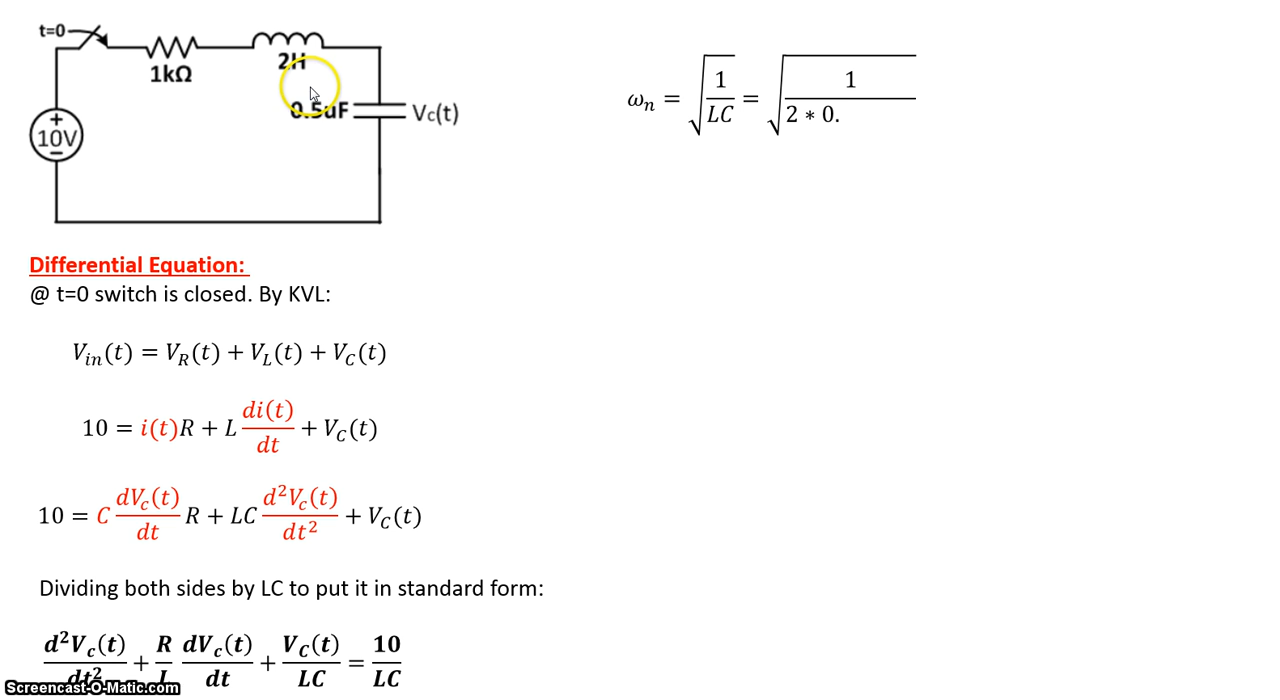 t=0
1kΩ
2H
0.5uF
Vc(t)
+
10V
−
ωn = √(1/LC) = √(1/(2 * 0.
Differential Equation:
@ t=0 switch is closed. By KVL:
Vin(t) = VR(t) + VL(t) + VC(t)
10 = i(t)R + L di(t)/dt + VC(t)
10 = C dVc(t)/dt R + LC d²Vc(t)/dt² + VC(t)
Dividing both sides by LC to put it in standard form:
d²Vc(t)/dt² + R/L dVc(t)/dt + VC(t)/LC = 10/LC
Screencast-O-Matic.com